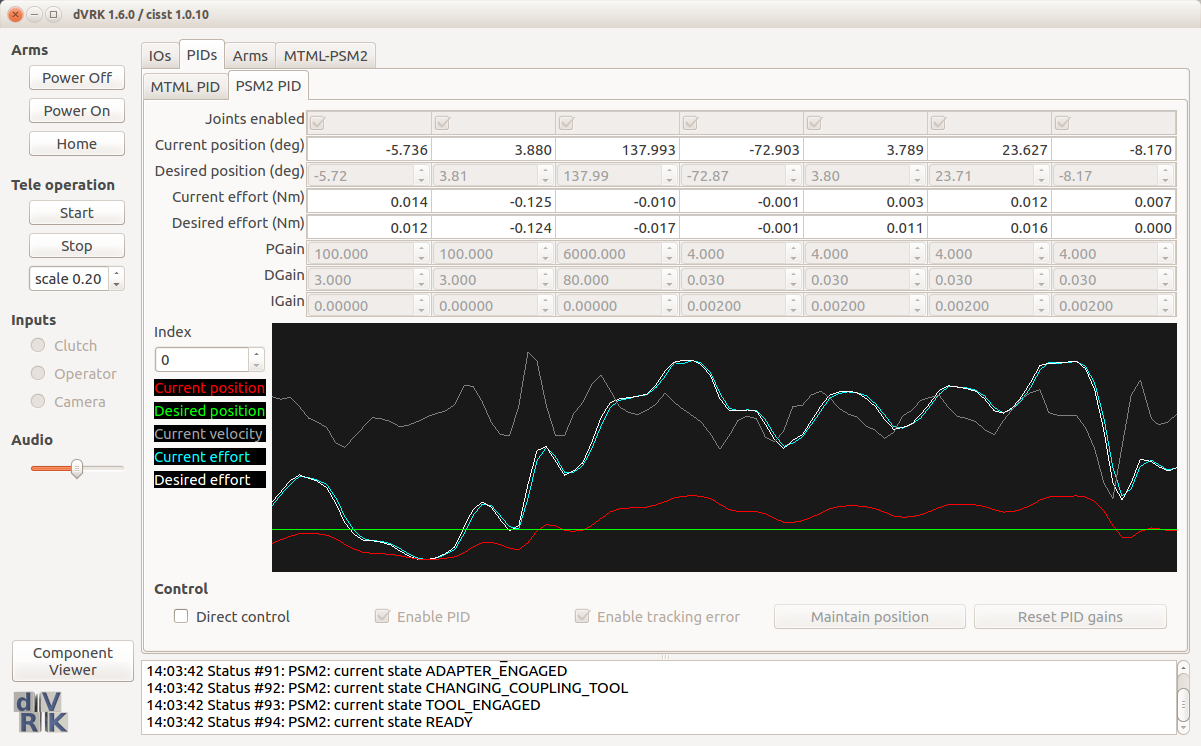 dVRK 1.6.0 / cisst 1.0.10
Arms
Power Off
Power On
Home
Tele operation
Start
Stop
scale 0.20
Inputs
Clutch
Operator
Camera
Audio
Component
Viewer
dVRK
IOs PIDs Arms MTML-PSM2
MTML PID PSM2 PID
Joints enabled
Current position (deg) -5.736 3.880 137.993 -72.903 3.789 23.627 -8.170
Desired position (deg) -5.72 3.81 137.99 -72.87 3.80 23.71 -8.17
Current effort (Nm) 0.014 -0.125 -0.010 -0.001 0.003 0.012 0.007
Desired effort (Nm) 0.012 -0.124 -0.017 -0.001 0.011 0.016 0.000
PGain 100.000 100.000 6000.000 4.000 4.000 4.000 4.000
DGain 3.000 3.000 80.000 0.030 0.030 0.030 0.030
IGain 0.00000 0.00000 0.00000 0.00200 0.00200 0.00200 0.00200
Index
0
Current position
Desired position
Current velocity
Current effort
Desired effort
Control
Direct control Enable PID Enable tracking error Maintain position Reset PID gains
14:03:42 Status #91: PSM2: current state ADAPTER_ENGAGED
14:03:42 Status #92: PSM2: current state CHANGING_COUPLING_TOOL
14:03:42 Status #93: PSM2: current state TOOL_ENGAGED
14:03:42 Status #94: PSM2: current state READY